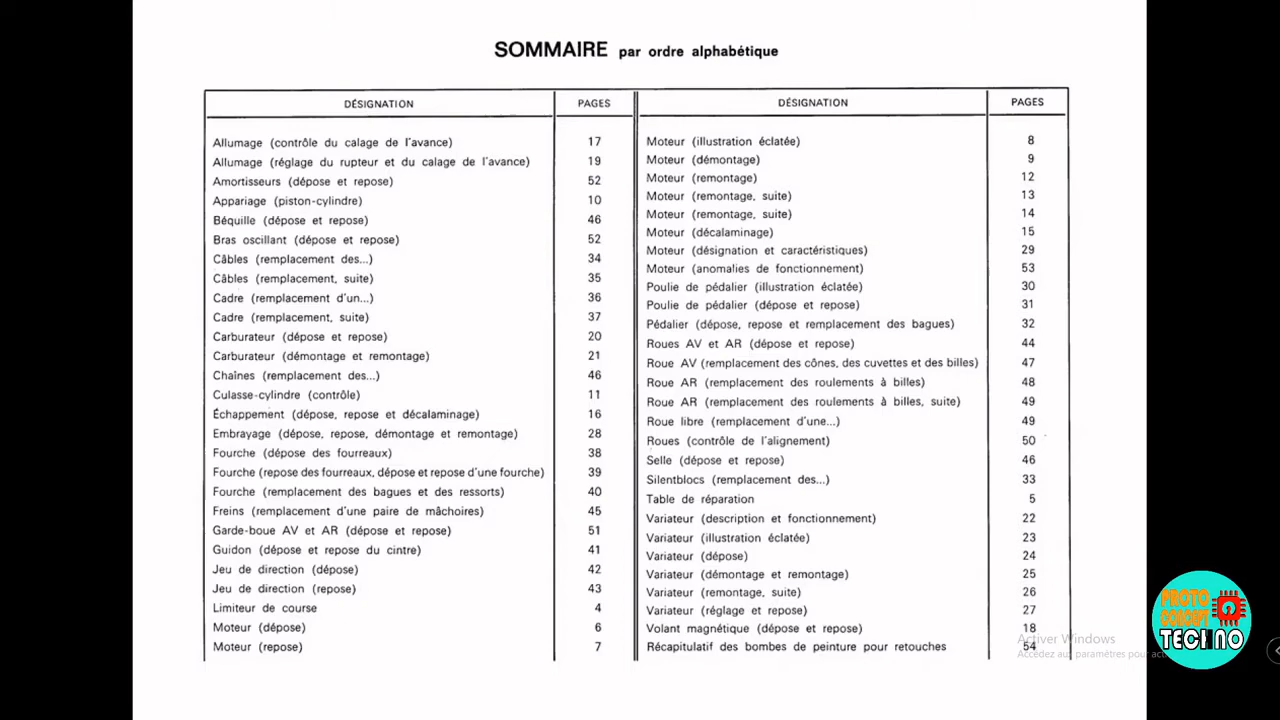 SOMMAIRE par ordre alphabétique
DÉSIGNATION PAGES
Allumage (contrôle du calage de l'avance) 17
Allumage (réglage du rupteur et du calage de l'avance) 19
Amortisseurs (dépose et repose) 52
Appariage (piston-cylindre) 10
Béquille (dépose et repose) 46
Bras oscillant (dépose et repose) 52
Câbles (remplacement des...) 34
Câbles (remplacement, suite) 35
Cadre (remplacement d'un...) 36
Cadre (remplacement, suite) 37
Carburateur (dépose et repose) 20
Carburateur (démontage et remontage) 21
Chaînes (remplacement des...) 46
Culasse-cylindre (contrôle) 11
Échappement (dépose, repose et décalaminage) 16
Embrayage (dépose, repose, démontage et remontage) 28
Fourche (dépose des fourreaux) 38
Fourche (repose des fourreaux, dépose et repose d'une fourche) 39
Fourche (remplacement des bagues et des ressorts) 40
Freins (remplacement d'une paire de mâchoires) 45
Garde-boue AV et AR (dépose et repose) 51
Guidon (dépose et repose du cintre) 41
Jeu de direction (dépose) 42
Jeu de direction (repose) 43
Limiteur de course 4
Moteur (dépose) 6
Moteur (repose) 7
DÉSIGNATION PAGES
Moteur (illustration éclatée) 8
Moteur (démontage) 9
Moteur (remontage) 12
Moteur (remontage, suite) 13
Moteur (remontage, suite) 14
Moteur (décalaminage) 15
Moteur (désignation et caractéristiques) 29
Moteur (anomalies de fonctionnement) 53
Poulie de pédalier (illustration éclatée) 30
Poulie de pédalier (dépose et repose) 31
Pédalier (dépose, repose et remplacement des bagues) 32
Roues AV et AR (dépose et repose) 44
Roue AV (remplacement des cônes, des cuvettes et des billes) 47
Roue AR (remplacement des roulements à billes) 48
Roue AR (remplacement des roulements à billes, suite) 49
Roue libre (remplacement d'une...) 49
Roues (contrôle de l'alignement) 50
Selle (dépose et repose) 46
Silentblocs (remplacement des...) 33
Table de réparation 5
Variateur (description et fonctionnement) 22
Variateur (illustration éclatée) 23
Variateur (dépose) 24
Variateur (démontage et remontage) 25
Variateur (remontage, suite) 26
Variateur (réglage et repose) 27
Volant magnétique (dépose et repose) 18
Récapitulatif des bombes de peinture pour retouches 54
Activer Windows
Accédez aux paramètres pour
PROTO
CONCEPT
TECHNO